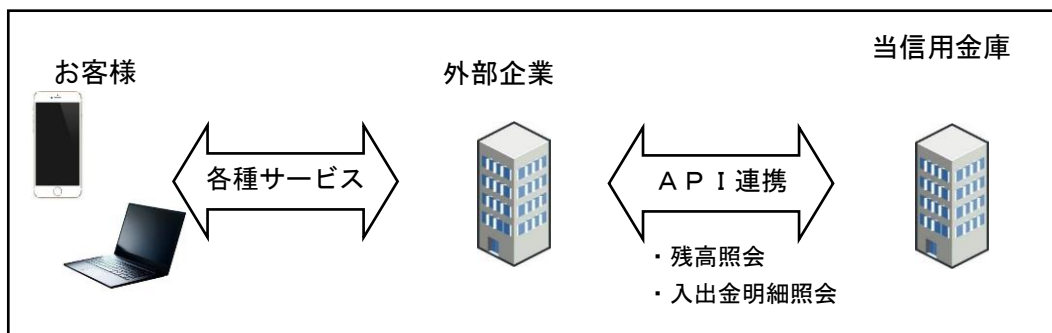 お客様
外部企業
当信用金庫
各種サービス
ＡＰＩ連携
・残高照会
・入出金明細照会